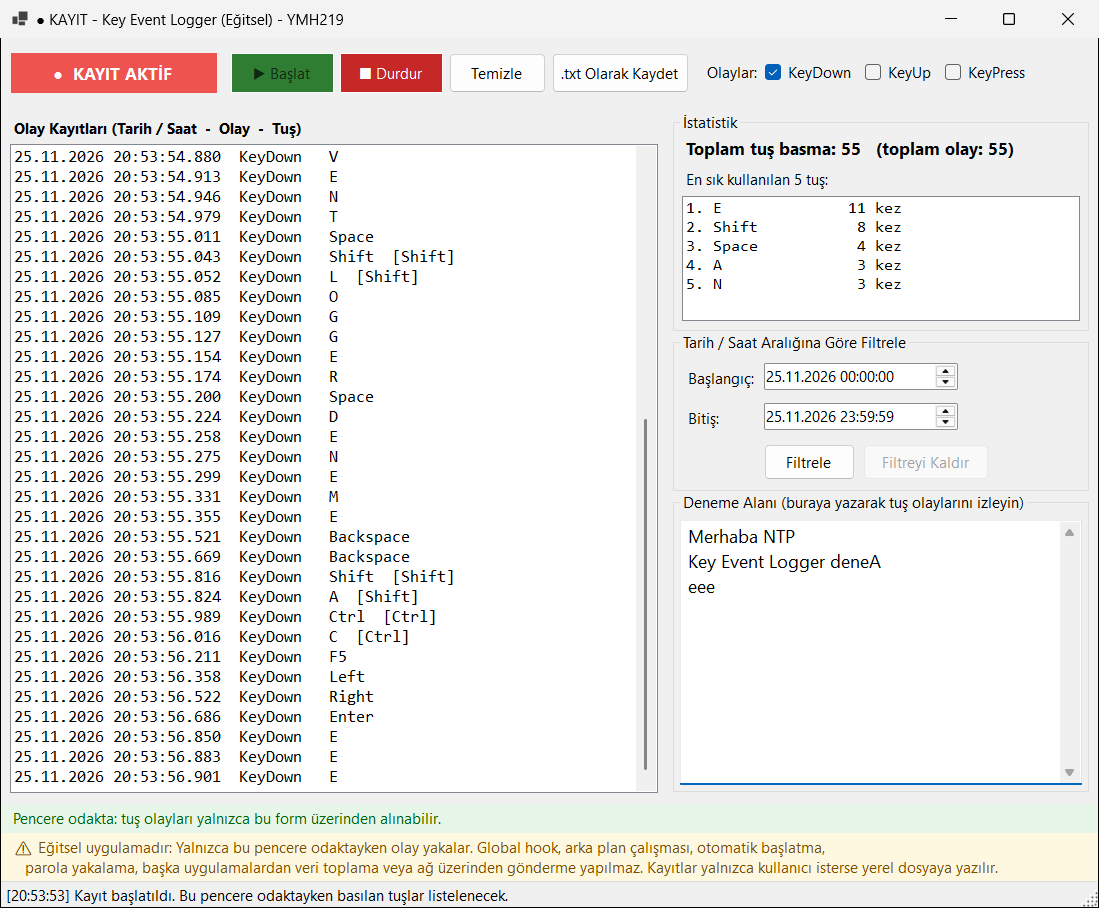 ● KAYIT - Key Event Logger (Eğitsel) - YMH219
● KAYIT AKTİF
▶ Başlat
■ Durdur
Temizle
.txt Olarak Kaydet
Olaylar:
KeyDown
KeyUp
KeyPress
Olay Kayıtları (Tarih / Saat - Olay - Tuş)
25.11.2026 20:53:54.880 KeyDown V
25.11.2026 20:53:54.913 KeyDown E
25.11.2026 20:53:54.946 KeyDown N
25.11.2026 20:53:54.979 KeyDown T
25.11.2026 20:53:55.011 KeyDown Space
25.11.2026 20:53:55.043 KeyDown Shift [Shift]
25.11.2026 20:53:55.052 KeyDown L [Shift]
25.11.2026 20:53:55.085 KeyDown O
25.11.2026 20:53:55.109 KeyDown G
25.11.2026 20:53:55.127 KeyDown G
25.11.2026 20:53:55.154 KeyDown E
25.11.2026 20:53:55.174 KeyDown R
25.11.2026 20:53:55.200 KeyDown Space
25.11.2026 20:53:55.224 KeyDown D
25.11.2026 20:53:55.258 KeyDown E
25.11.2026 20:53:55.275 KeyDown N
25.11.2026 20:53:55.299 KeyDown E
25.11.2026 20:53:55.331 KeyDown M
25.11.2026 20:53:55.355 KeyDown E
25.11.2026 20:53:55.521 KeyDown Backspace
25.11.2026 20:53:55.669 KeyDown Backspace
25.11.2026 20:53:55.816 KeyDown Shift [Shift]
25.11.2026 20:53:55.824 KeyDown A [Shift]
25.11.2026 20:53:55.989 KeyDown Ctrl [Ctrl]
25.11.2026 20:53:56.016 KeyDown C [Ctrl]
25.11.2026 20:53:56.211 KeyDown F5
25.11.2026 20:53:56.358 KeyDown Left
25.11.2026 20:53:56.522 KeyDown Right
25.11.2026 20:53:56.686 KeyDown Enter
25.11.2026 20:53:56.850 KeyDown E
25.11.2026 20:53:56.883 KeyDown E
25.11.2026 20:53:56.901 KeyDown E
İstatistik
Toplam tuş basma: 55 (toplam olay: 55)
En sık kullanılan 5 tuş:
1. E 11 kez
2. Shift 8 kez
3. Space 4 kez
4. A 3 kez
5. N 3 kez
Tarih / Saat Aralığına Göre Filtrele
Başlangıç: 25.11.2026 00:00:00
Bitiş: 25.11.2026 23:59:59
Filtrele
Filtreyi Kaldır
Deneme Alanı (buraya yazarak tuş olaylarını izleyin)
Merhaba NTP
Key Event Logger deneA
eee
Pencere odakta: tuş olayları yalnızca bu form üzerinden alınabilir.
⚠ Eğitsel uygulamadır: Yalnızca bu pencere odaktayken olay yakalar. Global hook, arka plan çalışması, otomatik başlatma,
parola yakalama, başka uygulamalardan veri toplama veya ağ üzerinden gönderme yapılmaz. Kayıtlar yalnızca kullanıcı isterse yerel dosyaya yazılır.
[20:53:53] Kayıt başlatıldı. Bu pencere odaktayken basılan tuşlar listelenecek.